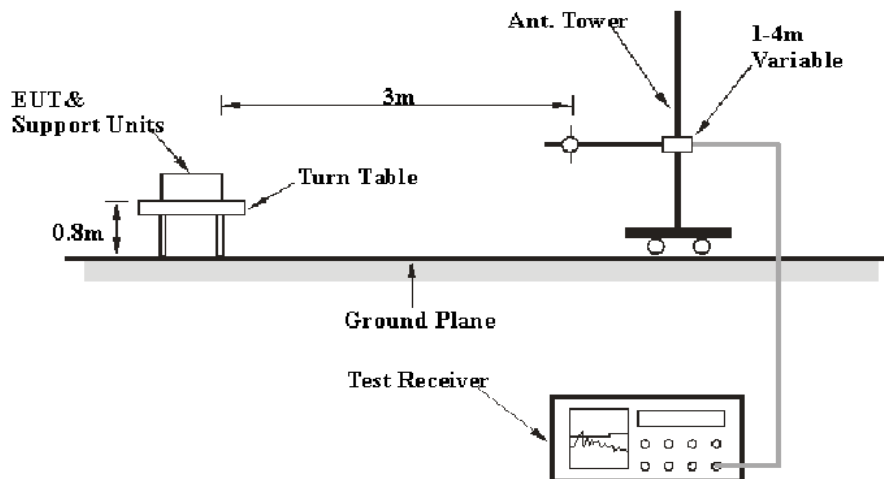 Ant. Tower
1-4m
Variable
3m
EUT &
Support Units
Turn Table
0.8m
Ground Plane
Test Receiver